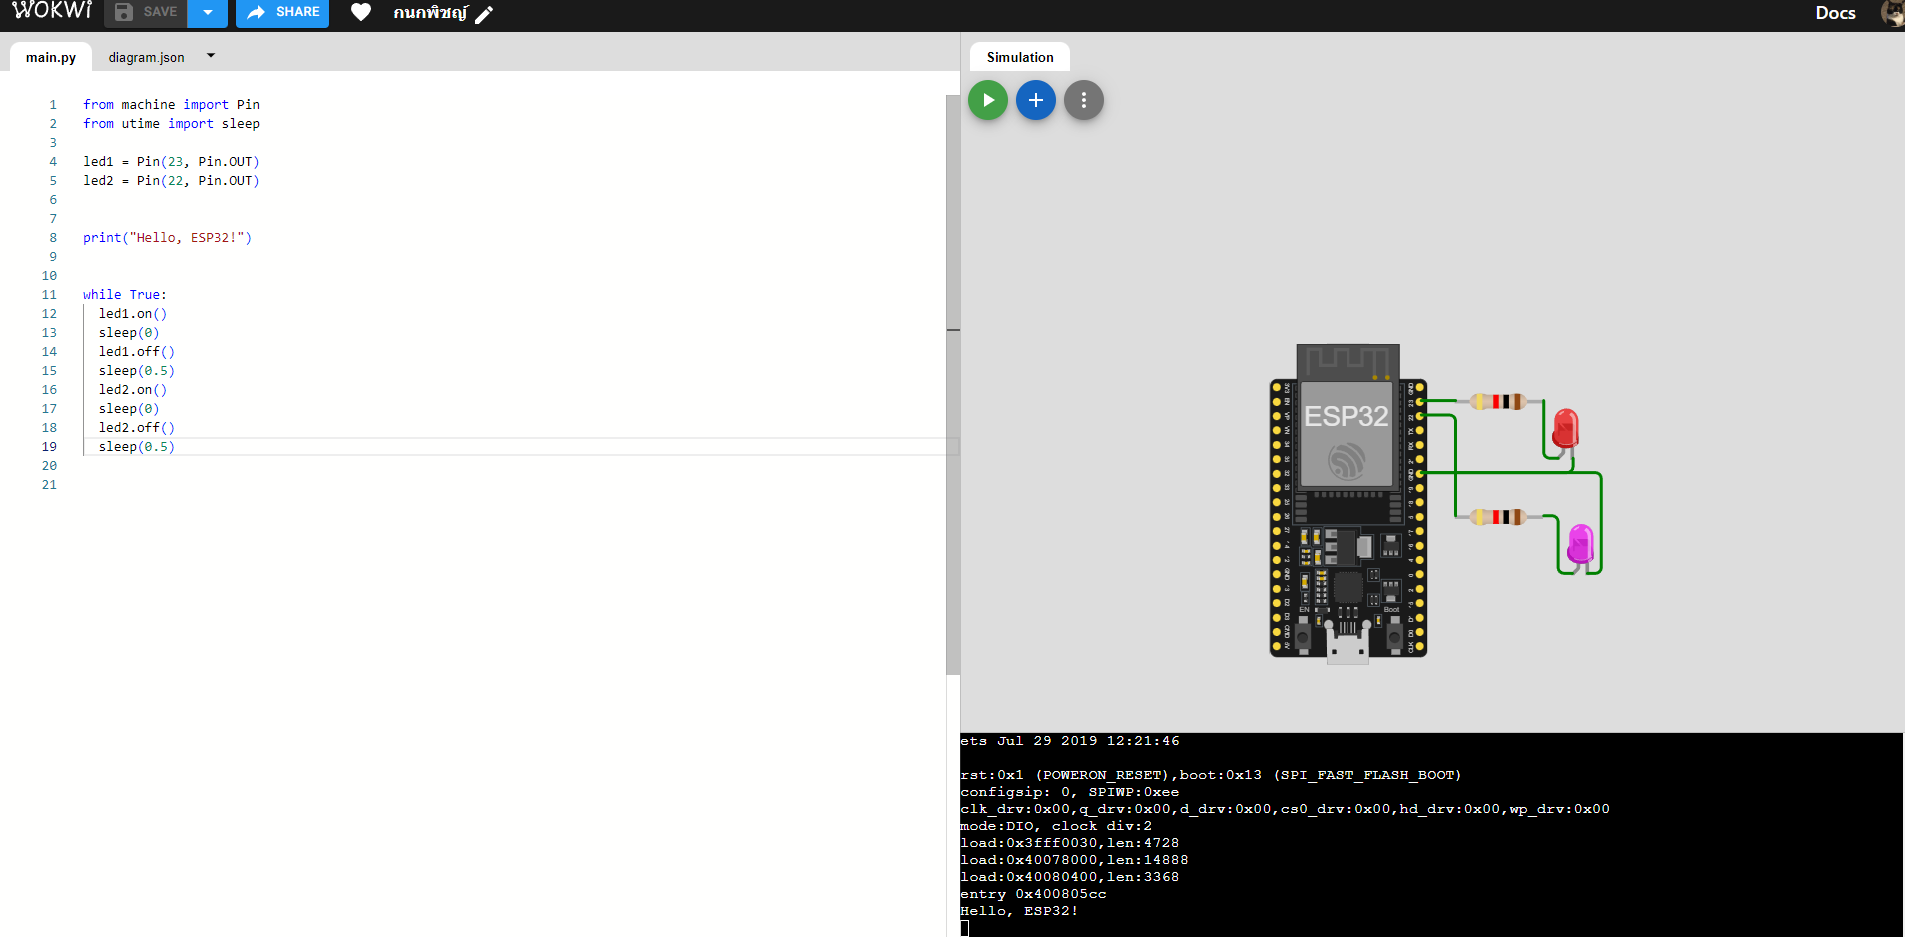 WOKWI SAVE SHARE กนกพิชญ์ Docs
main.py diagram.json
Simulation
1 from machine import Pin
2 from utime import sleep
3
4 led1 = Pin(23, Pin.OUT)
5 led2 = Pin(22, Pin.OUT)
6
7
8 print("Hello, ESP32!")
9
10
11 while True:
12 led1.on()
13 sleep(0)
14 led1.off()
15 sleep(0.5)
16 led2.on()
17 sleep(0)
18 led2.off()
19 sleep(0.5)
20
21
ESP32
EN
Boot
ets Jul 29 2019 12:21:46
rst:0x1 (POWERON_RESET),boot:0x13 (SPI_FAST_FLASH_BOOT)
configsip: 0, SPIWP:0xee
clk_drv:0x00,q_drv:0x00,d_drv:0x00,cs0_drv:0x00,hd_drv:0x00,wp_drv:0x00
mode:DIO, clock div:2
load:0x3fff0030,len:4728
load:0x40078000,len:14888
load:0x40080400,len:3368
entry 0x400805cc
Hello, ESP32!